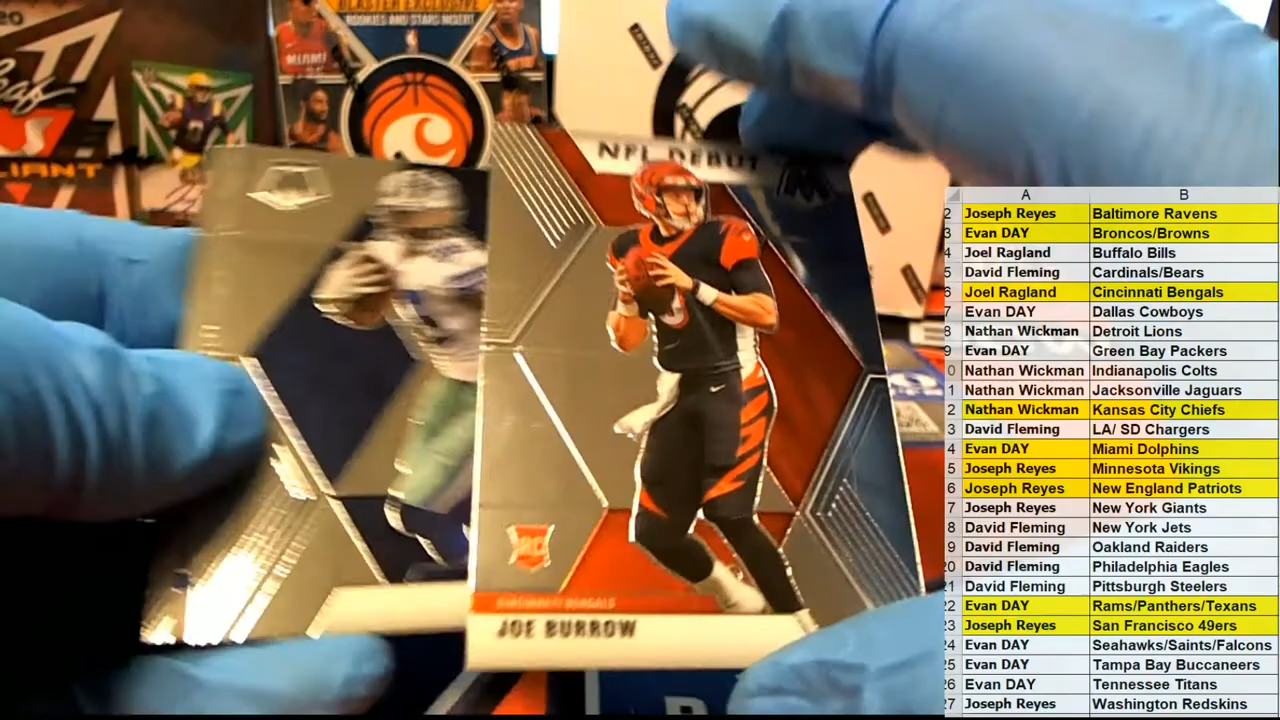 20
Leaf
LIANT
BLASTER EXCLUSIVE
ROOKIES AND STARS INSERT
MIAMI
NFL DEBUT
RC
CINCINNATI BENGALS
JOE BURROW
A B
2 Joseph Reyes Baltimore Ravens
3 Evan DAY Broncos/Browns
4 Joel Ragland Buffalo Bills
5 David Fleming Cardinals/Bears
6 Joel Ragland Cincinnati Bengals
7 Evan DAY Dallas Cowboys
8 Nathan Wickman Detroit Lions
9 Evan DAY Green Bay Packers
0 Nathan Wickman Indianapolis Colts
1 Nathan Wickman Jacksonville Jaguars
2 Nathan Wickman Kansas City Chiefs
3 David Fleming LA/ SD Chargers
4 Evan DAY Miami Dolphins
5 Joseph Reyes Minnesota Vikings
6 Joseph Reyes New England Patriots
7 Joseph Reyes New York Giants
8 David Fleming New York Jets
9 David Fleming Oakland Raiders
20 David Fleming Philadelphia Eagles
21 David Fleming Pittsburgh Steelers
22 Evan DAY Rams/Panthers/Texans
23 Joseph Reyes San Francisco 49ers
24 Evan DAY Seahawks/Saints/Falcons
25 Evan DAY Tampa Bay Buccaneers
26 Evan DAY Tennessee Titans
27 Joseph Reyes Washington Redskins